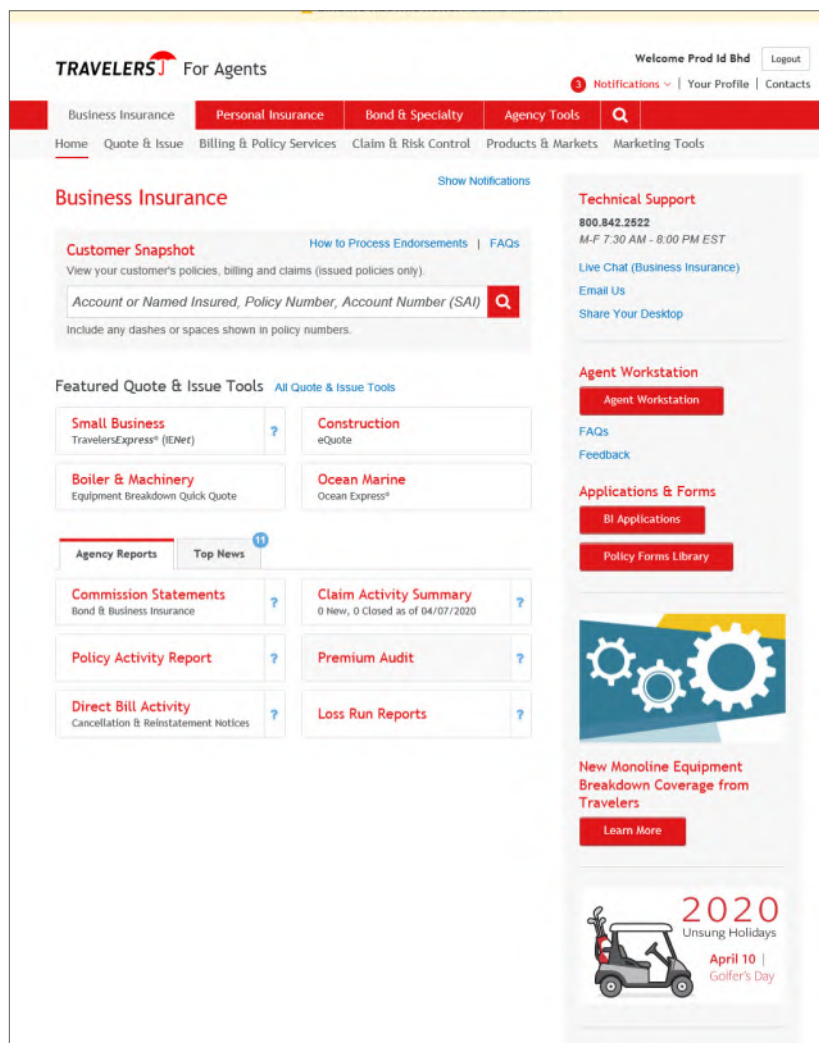 TRAVELERS For Agents
Welcome Prod Id Bhd Logout
3 Notifications | Your Profile | Contacts
Business Insurance Personal Insurance Bond & Specialty Agency Tools
Home Quote & Issue Billing & Policy Services Claim & Risk Control Products & Markets Marketing Tools
Show Notifications
Business Insurance
Customer Snapshot
How to Process Endorsements | FAQs
View your customer's policies, billing and claims (issued policies only).
Account or Named Insured, Policy Number, Account Number (SAI)
Include any dashes or spaces shown in policy numbers.
Featured Quote & Issue Tools All Quote & Issue Tools
Small Business
TravelersExpress® (IENet)
?
Construction
eQuote
Boiler & Machinery
Equipment Breakdown Quick Quote
Ocean Marine
Ocean Express®
Agency Reports Top News 11
Commission Statements
Bond & Business Insurance
?
Claim Activity Summary
0 New, 0 Closed as of 04/07/2020
?
Policy Activity Report ?
Premium Audit ?
Direct Bill Activity
Cancellation & Reinstatement Notices
?
Loss Run Reports ?
Technical Support
800.842.2522
M-F 7:30 AM - 8:00 PM EST
Live Chat (Business Insurance)
Email Us
Share Your Desktop
Agent Workstation
Agent Workstation
FAQs
Feedback
Applications & Forms
BI Applications
Policy Forms Library
New Monoline Equipment
Breakdown Coverage from
Travelers
Learn More
2020
Unsung Holidays
April 10 |
Golfer's Day